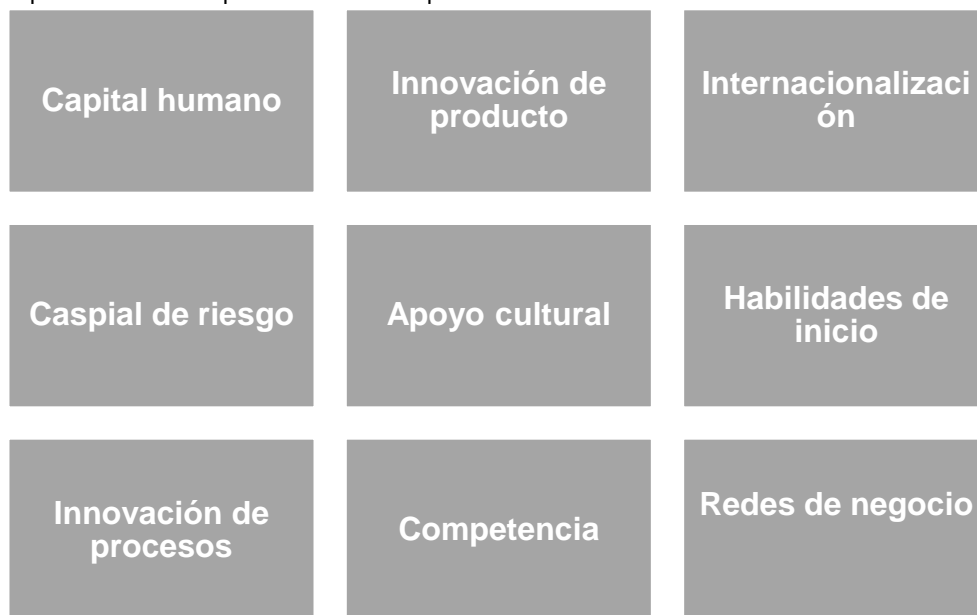 Capital humano
Innovación de
producto
Internacionalizaci
ón
Caspial de riesgo
Apoyo cultural
Habilidades de
inicio
Innovación de
procesos
Competencia
Redes de negocio